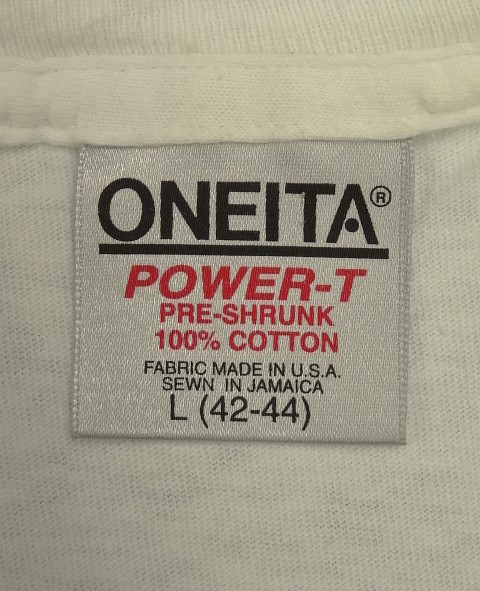 ONEITA®
POWER-T
PRE-SHRUNK
100% COTTON
FABRIC MADE IN U.S.A.
SEWN IN JAMAICA
L (42-44)